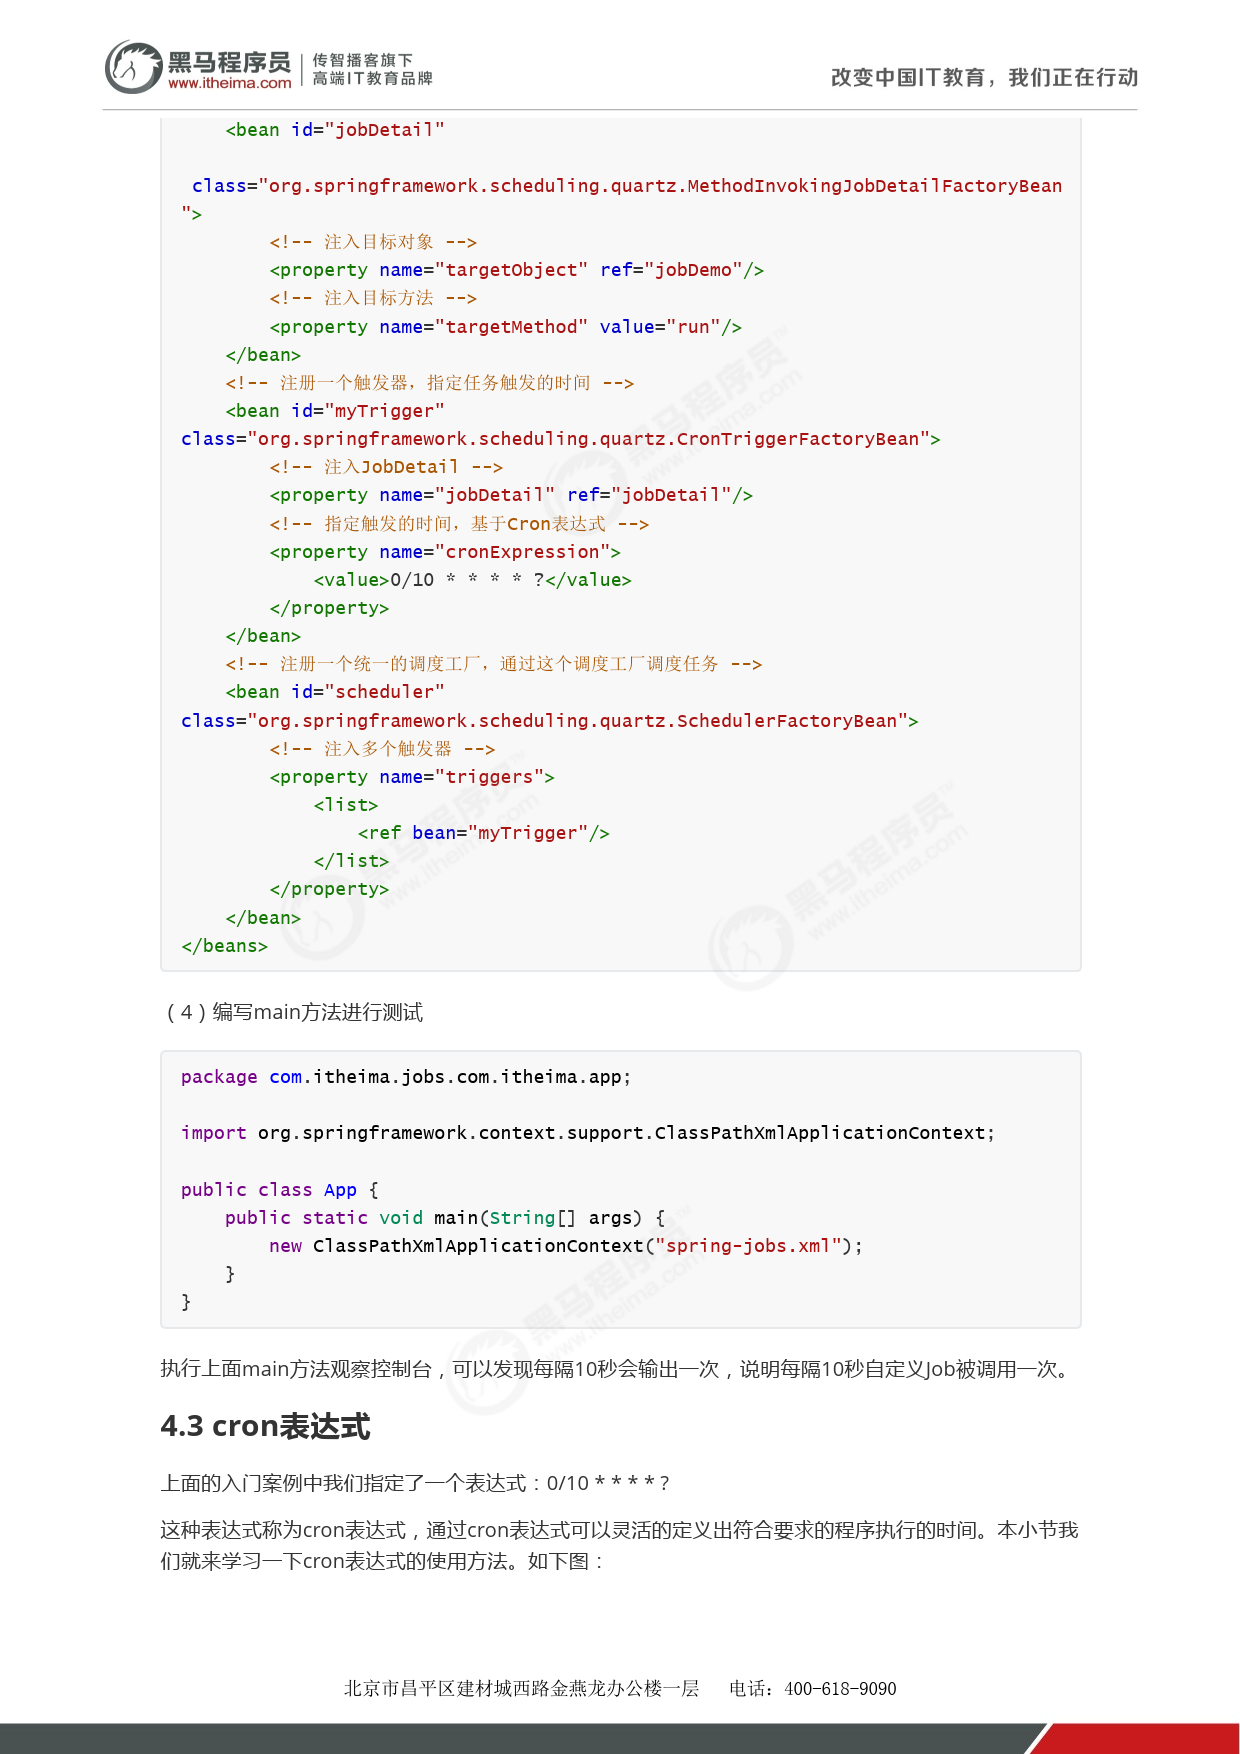 黑马程序员
www.itheima.com
传智播客旗下
高端IT教育品牌
改变中国IT教育，我们正在行动
<bean id="jobDetail"
class="org.springframework.scheduling.quartz.MethodInvokingJobDetailFactoryBean
">
<!-- 注入目标对象 -->
<property name="targetObject" ref="jobDemo"/>
<!-- 注入目标方法 -->
<property name="targetMethod" value="run"/>
</bean>
<!-- 注册一个触发器，指定任务触发的时间 -->
<bean id="myTrigger"
class="org.springframework.scheduling.quartz.CronTriggerFactoryBean">
<!-- 注入JobDetail -->
<property name="jobDetail" ref="jobDetail"/>
<!-- 指定触发的时间，基于Cron表达式 -->
<property name="cronExpression">
<value>0/10 * * * * ?</value>
</property>
</bean>
<!-- 注册一个统一的调度工厂，通过这个调度工厂调度任务 -->
<bean id="scheduler"
class="org.springframework.scheduling.quartz.SchedulerFactoryBean">
<!-- 注入多个触发器 -->
<property name="triggers">
<list>
<ref bean="myTrigger"/>
</list>
</property>
</bean>
</beans>
（4）编写main方法进行测试
package com.itheima.jobs.com.itheima.app;
import org.springframework.context.support.ClassPathXmlApplicationContext;
public class App {
public static void main(String[] args) {
new ClassPathXmlApplicationContext("spring-jobs.xml");
}
}
执行上面main方法观察控制台，可以发现每隔10秒会输出一次，说明每隔10秒自定义Job被调用一次。
4.3 cron表达式
上面的入门案例中我们指定了一个表达式：0/10 * * * * ?
这种表达式称为cron表达式，通过cron表达式可以灵活的定义出符合要求的程序执行的时间。本小节我
们就来学习一下cron表达式的使用方法。如下图：
北京市昌平区建材城西路金燕龙办公楼一层 电话：400-618-9090